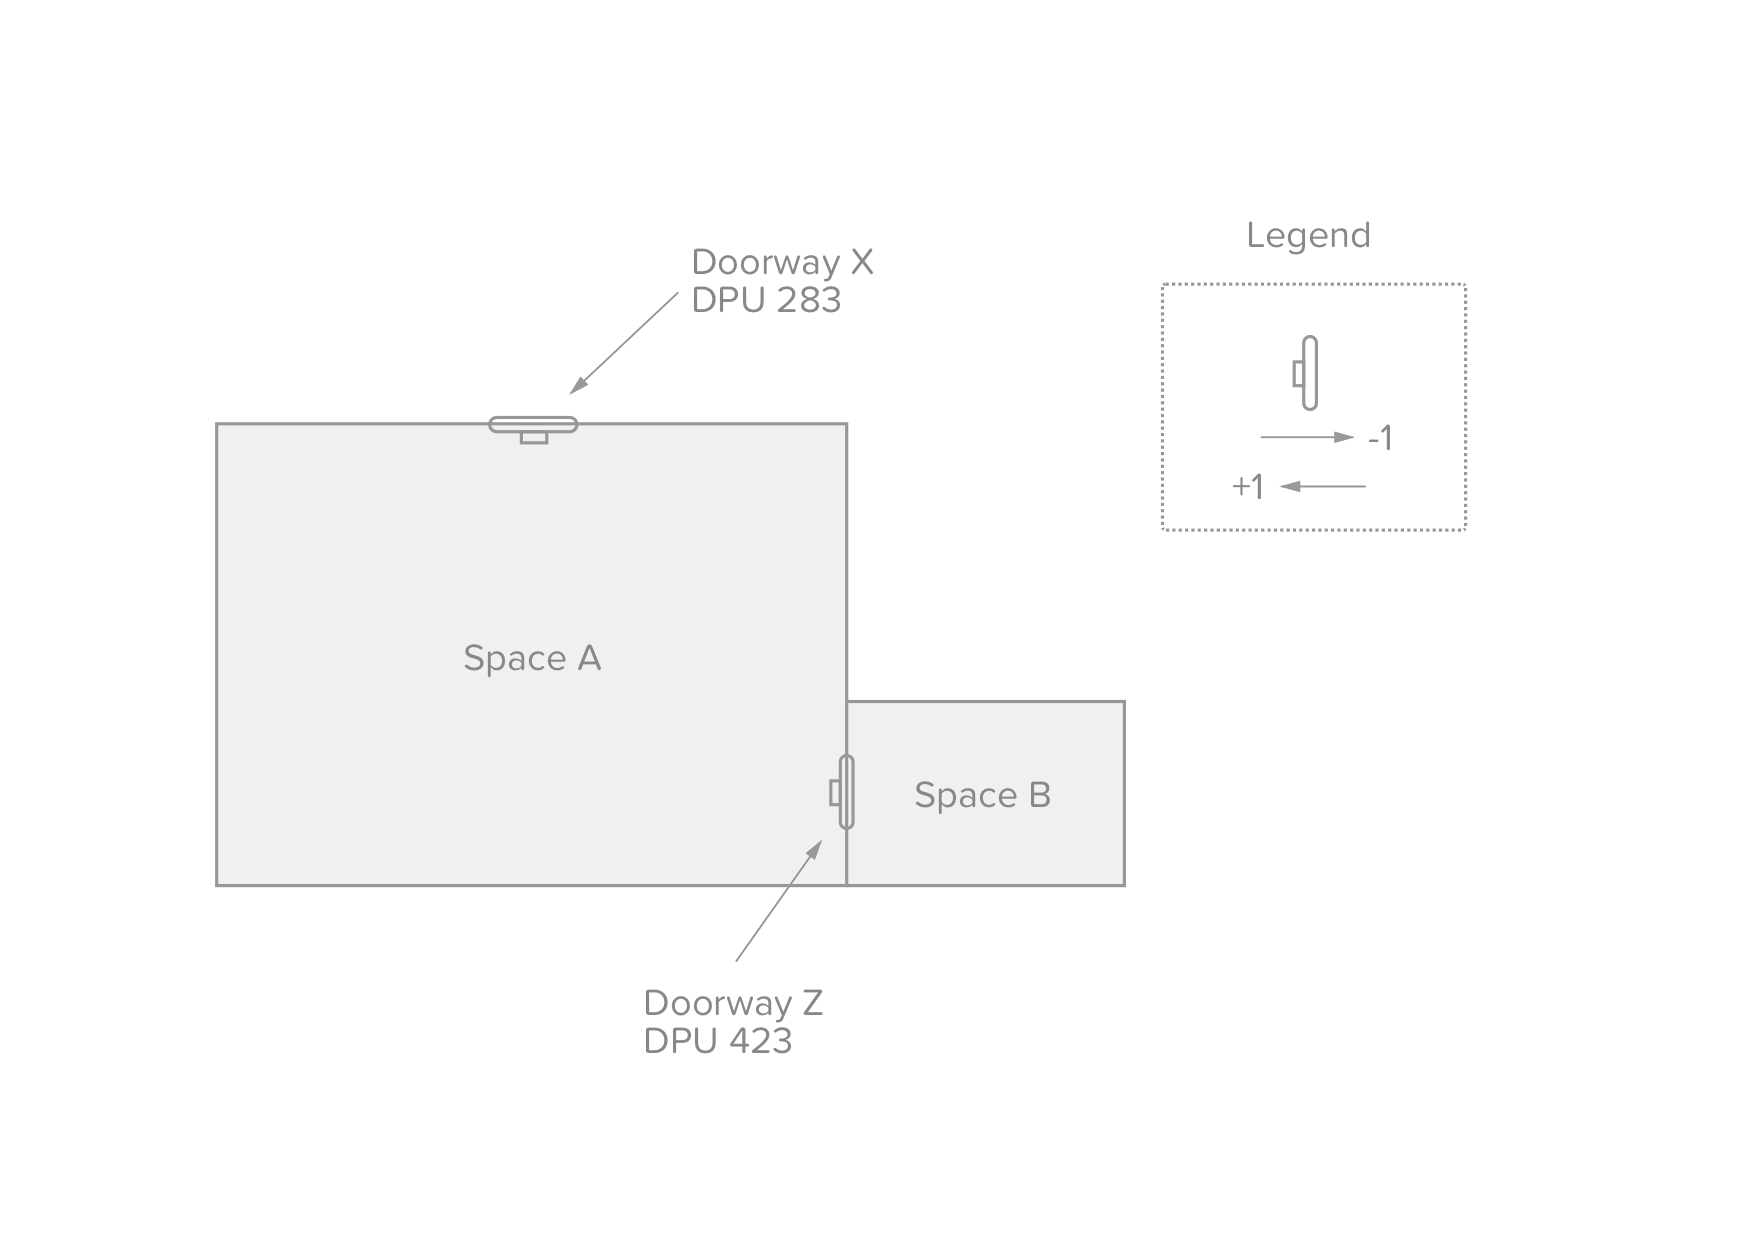 Legend
Doorway X
DPU 283
-1
+1
Space A
Space B
Doorway Z
DPU 423